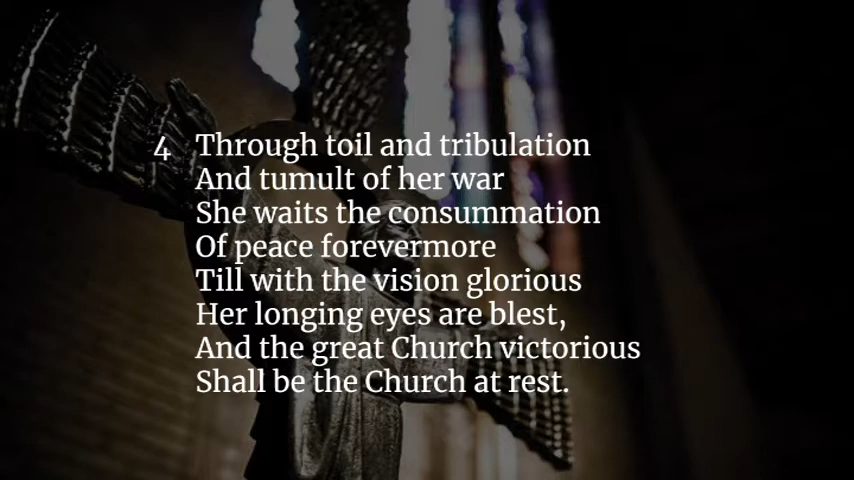 4 Through toil and tribulation
And tumult of her war
She waits the consummation
Of peace forevermore
Till with the vision glorious
Her longing eyes are blest,
And the great Church victorious
Shall be the Church at rest.